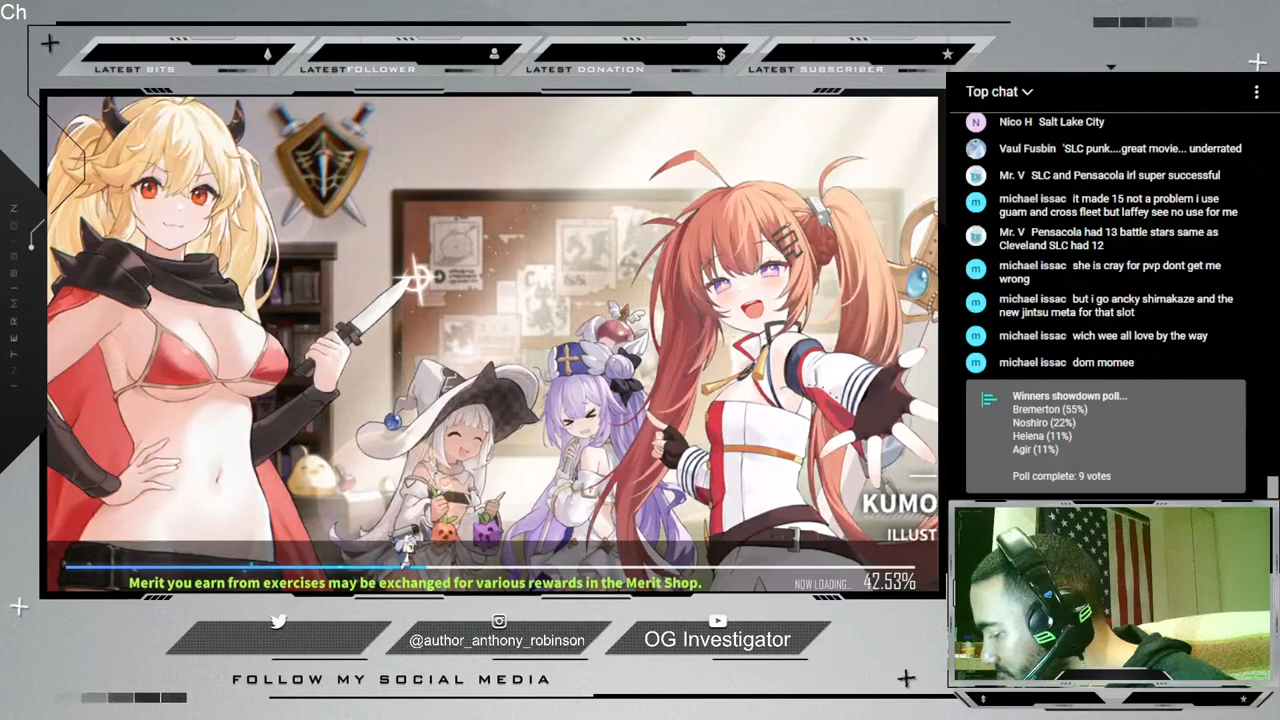 Ch
LATEST BITS
LATEST FOLLOWER
LATEST DONATION
LATEST SUBSCRIBER
INTERMISSION
KUMO
ILLUST
Merit you earn from exercises may be exchanged for various rewards in the Merit Shop.
NOW LOADING... 42.53%
Top chat
N Nico H Salt Lake City
Vaul Fusbin 'SLC punk....great movie... underrated
Mr. V SLC and Pensacola irl super successful
m michael issac it made 15 not a problem i use
guam and cross fleet but laffey see no use for me
Mr. V Pensacola had 13 battle stars same as
Cleveland SLC had 12
m michael issac she is cray for pvp dont get me
wrong
m michael issac but i go ancky shimakaze and the
new jintsu meta for that slot
m michael issac wich wee all love by the way
m michael issac dom momee
Winners showdown poll...
Bremerton (55%)
Noshiro (22%)
Helena (11%)
Agir (11%)
Poll complete: 9 votes
@author_anthony_robinson
OG Investigator
FOLLOW MY SOCIAL MEDIA